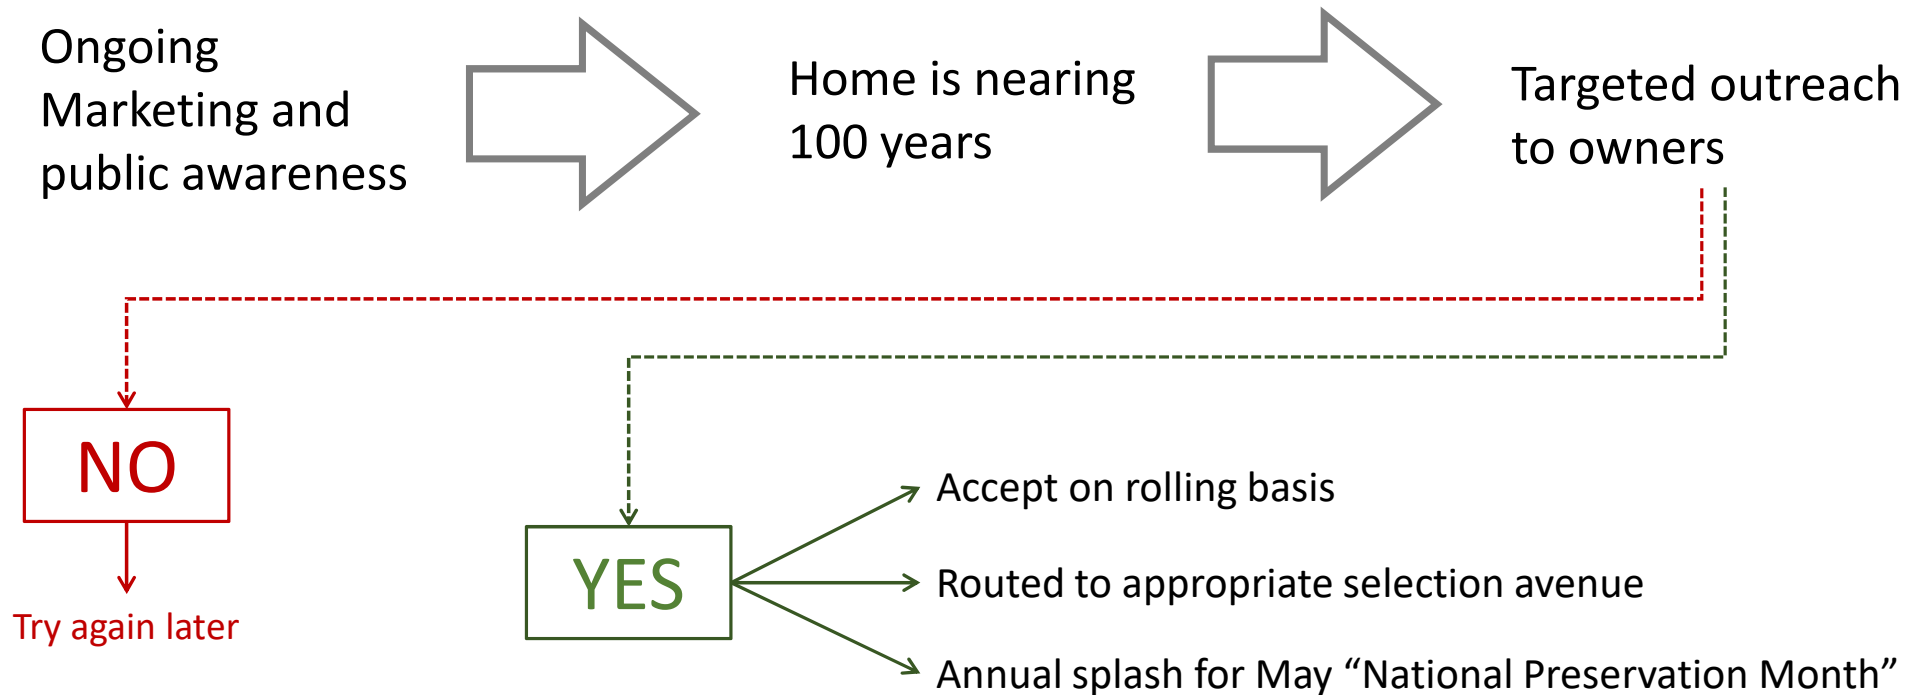 Ongoing
Marketing and
public awareness
Home is nearing
100 years
Targeted outreach
to owners
NO
Try again later
YES
Accept on rolling basis
Routed to appropriate selection avenue
Annual splash for May “National Preservation Month”